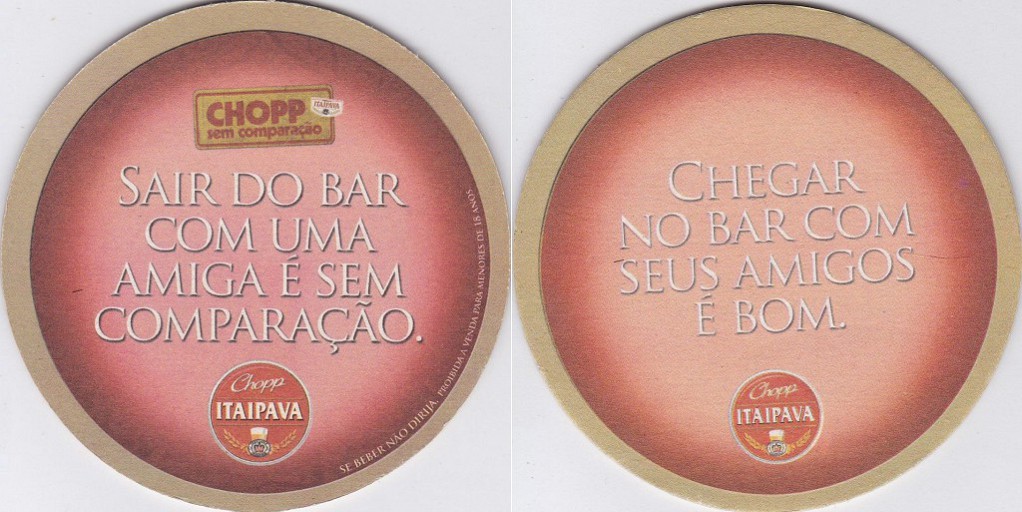 CHOPP
ITAIPAVA
sem comparação
SAIR DO BAR
COM UMA
AMIGA É SEM
COMPARAÇÃO.
Chopp
ITAIPAVA
SE BEBER NÃO DIRIJA. PROIBIDA A VENDA PARA MENORES DE 18 ANOS
CHEGAR
NO BAR COM
SEUS AMIGOS
É BOM.
Chopp
ITAIPAVA